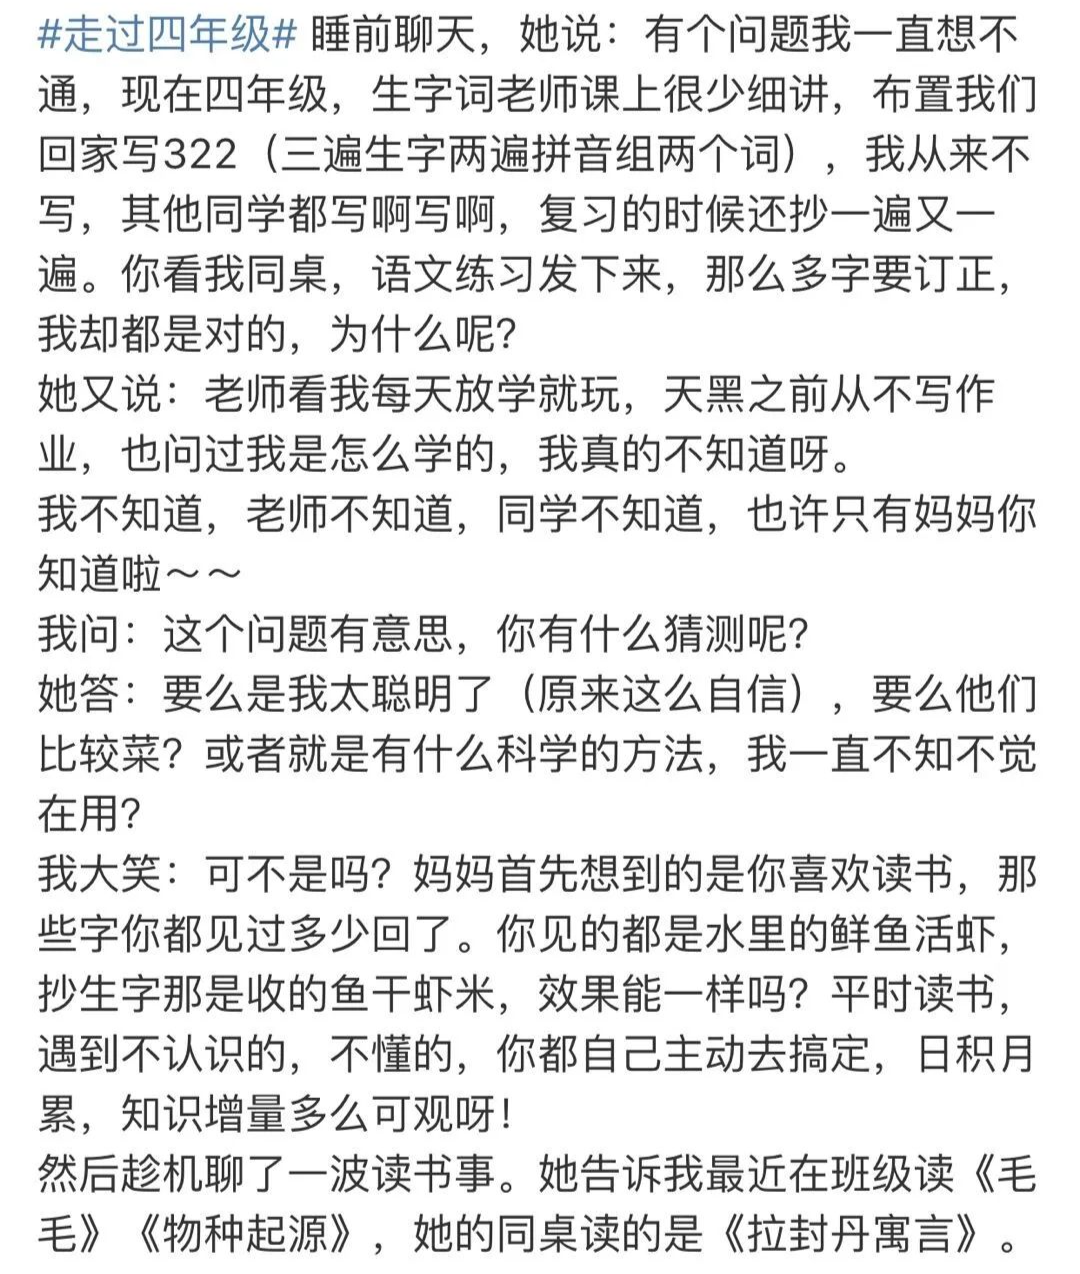 #走过四年级# 睡前聊天，她说：有个问题我一直想不
通，现在四年级，生字词老师课上很少细讲，布置我们
回家写322（三遍生字两遍拼音组两个词），我从来不
写，其他同学都写啊写啊，复习的时候还抄一遍又一
遍。你看我同桌，语文练习发下来，那么多字要订正，
我却都是对的，为什么呢？
她又说：老师看我每天放学就玩，天黑之前从不写作
业，也问过我是怎么学的，我真的不知道呀。
我不知道，老师不知道，同学不知道，也许只有妈妈你
知道啦～～
我问：这个问题有意思，你有什么猜测呢？
她答：要么是我太聪明了（原来这么自信），要么他们
比较菜？或者就是有什么科学的方法，我一直不知不觉
在用？
我大笑：可不是吗？妈妈首先想到的是你喜欢读书，那
些字你都见过多少回了。你见的都是水里的鲜鱼活虾，
抄生字那是收的鱼干虾米，效果能一样吗？平时读书，
遇到不认识的，不懂的，你都自己主动去搞定，日积月
累，知识增量多么可观呀！
然后趁机聊了一波读书事。她告诉我最近在班级读《毛
毛》《物种起源》，她的同桌读的是《拉封丹寓言》。